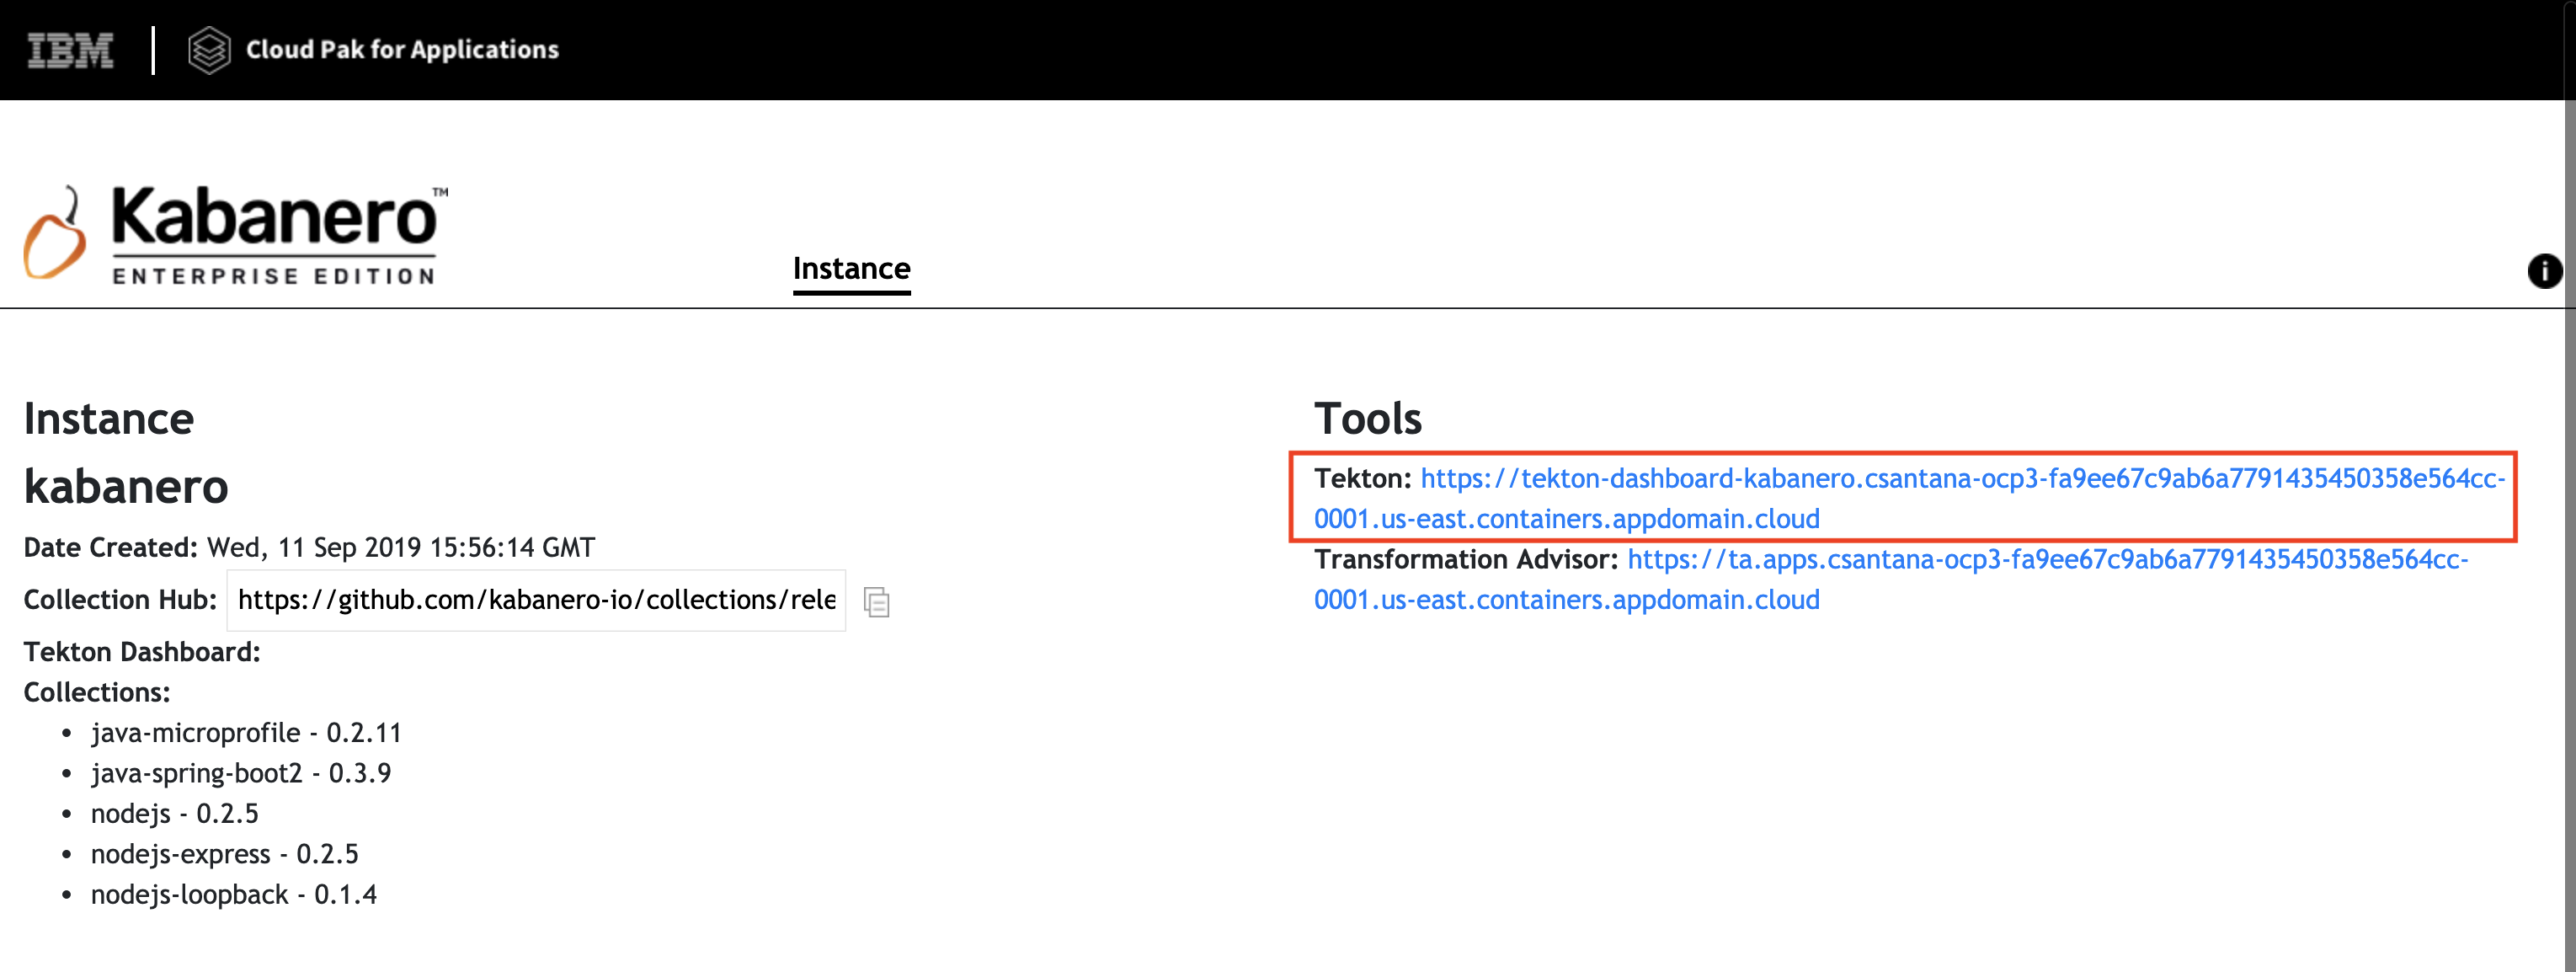 IBM
Cloud Pak for Applications
Kabanero™
ENTERPRISE EDITION
Instance
i
Instance
kabanero
Date Created: Wed, 11 Sep 2019 15:56:14 GMT
Collection Hub: https://github.com/kabanero-io/collections/rele
Tekton Dashboard:
Collections:
• java-microprofile - 0.2.11
• java-spring-boot2 - 0.3.9
• nodejs - 0.2.5
• nodejs-express - 0.2.5
• nodejs-loopback - 0.1.4
Tools
Tekton: https://tekton-dashboard-kabanero.csantana-ocp3-fa9ee67c9ab6a7791435450358e564cc-
0001.us-east.containers.appdomain.cloud
Transformation Advisor: https://ta.apps.csantana-ocp3-fa9ee67c9ab6a7791435450358e564cc-
0001.us-east.containers.appdomain.cloud